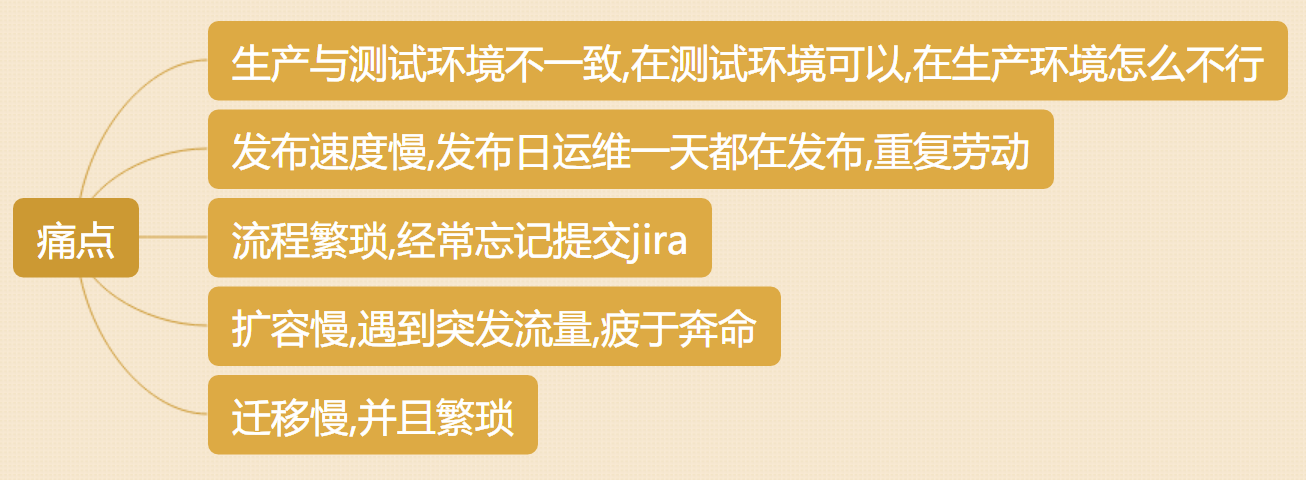 生产与测试环境不一致,在测试环境可以,在生产环境怎么不行
发布速度慢,发布日运维一天都在发布,重复劳动
痛点
流程繁琐,经常忘记提交jira
扩容慢,遇到突发流量,疲于奔命
迁移慢,并且繁琐